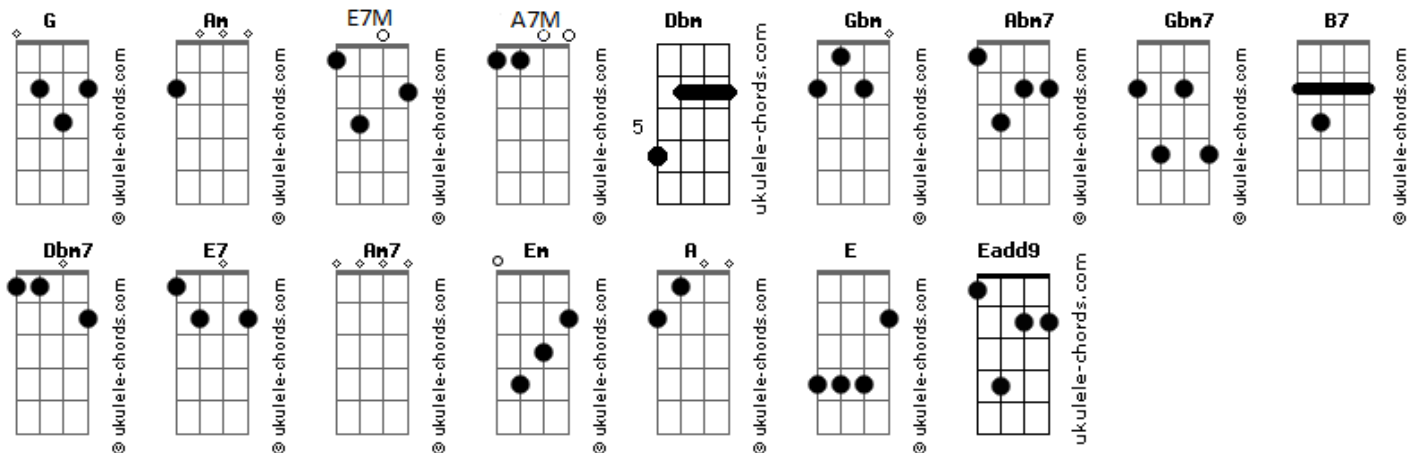 G Am E7M A7M Dbm Gbm Abm7 Gbm7 B7
© ukulele-chords.com © ukulele-chords.com © ukulele-chords.com © ukulele-chords.com ukulele-chords.com © ukulele-chords.com © ukulele-chords.com © ukulele-chords.com © ukulele-chords.com
5
Dbm7 E7 Am7 Em A E Eadd9
© ukulele-chords.com © ukulele-chords.com © ukulele-chords.com © ukulele-chords.com © ukulele-chords.com © ukulele-chords.com ukulele-chords.com